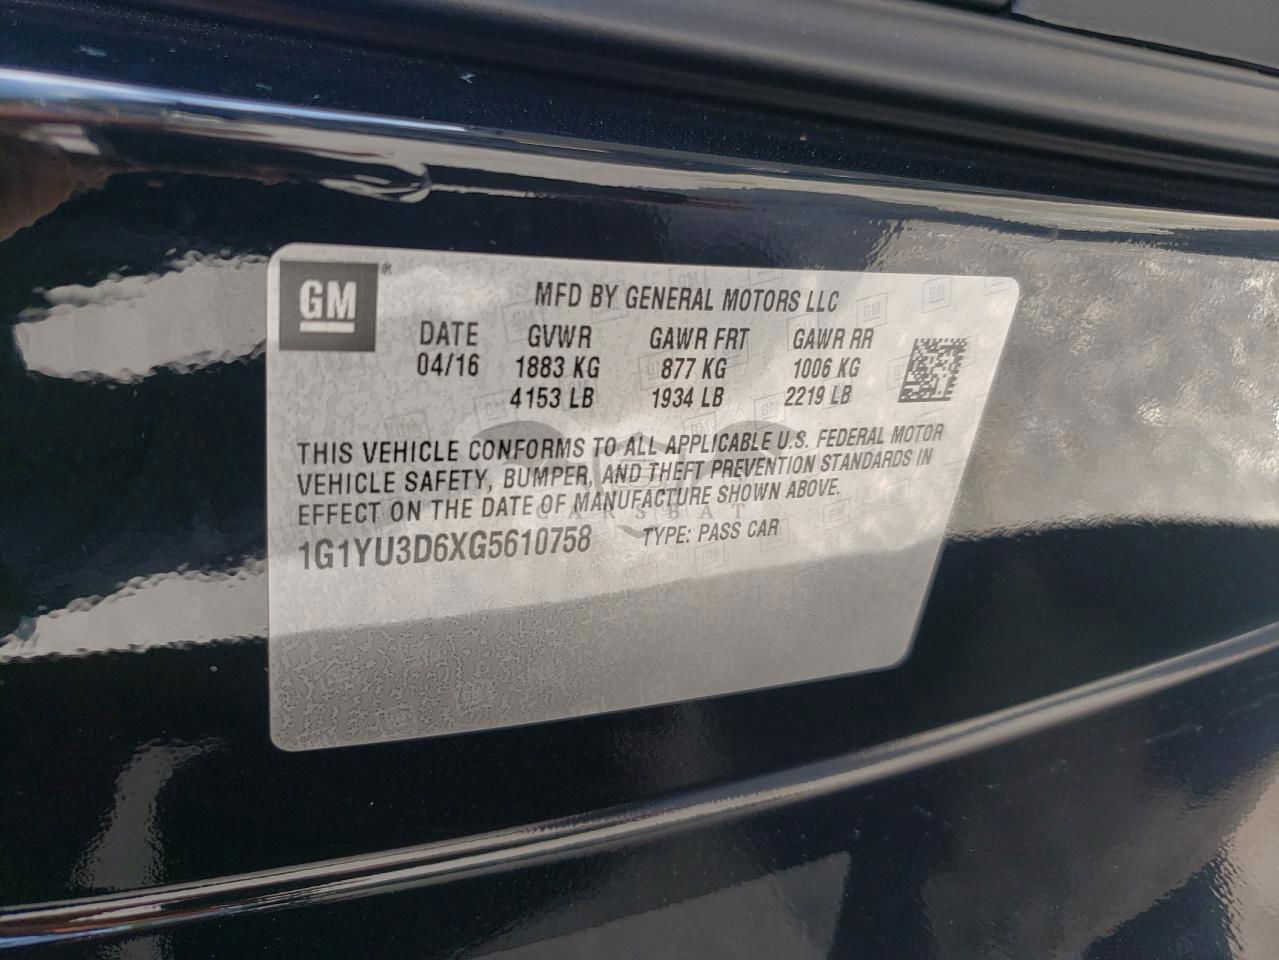 GM
®
MFD BY GENERAL MOTORS LLC
DATE GVWR GAWR FRT GAWR RR
04/16 1883 KG 877 KG 1006 KG
4153 LB 1934 LB 2219 LB
THIS VEHICLE CONFORMS TO ALL APPLICABLE U.S. FEDERAL MOTOR
VEHICLE SAFETY, BUMPER, AND THEFT PREVENTION STANDARDS IN
EFFECT ON THE DATE OF MANUFACTURE SHOWN ABOVE.
CARSBAT
1G1YU3D6XG5610758 TYPE: PASS CAR